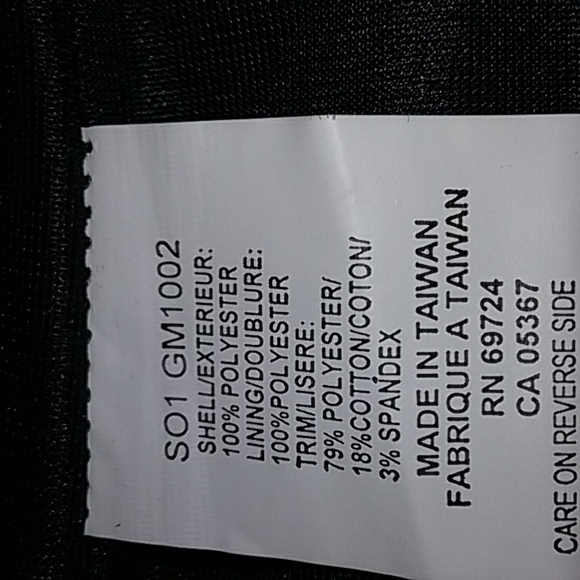 SO1 GM1002
SHELL/EXTERIEUR:
100% POLYESTER
LINING/DOUBLURE:
100%POLYESTER
TRIM/LISERE:
79% POLYESTER/
18%COTTON/COTON/
3% SPANDEX
MADE IN TAIWAN
FABRIQUE A TAIWAN
RN 69724
CA 05367
CARE ON REVERSE SIDE